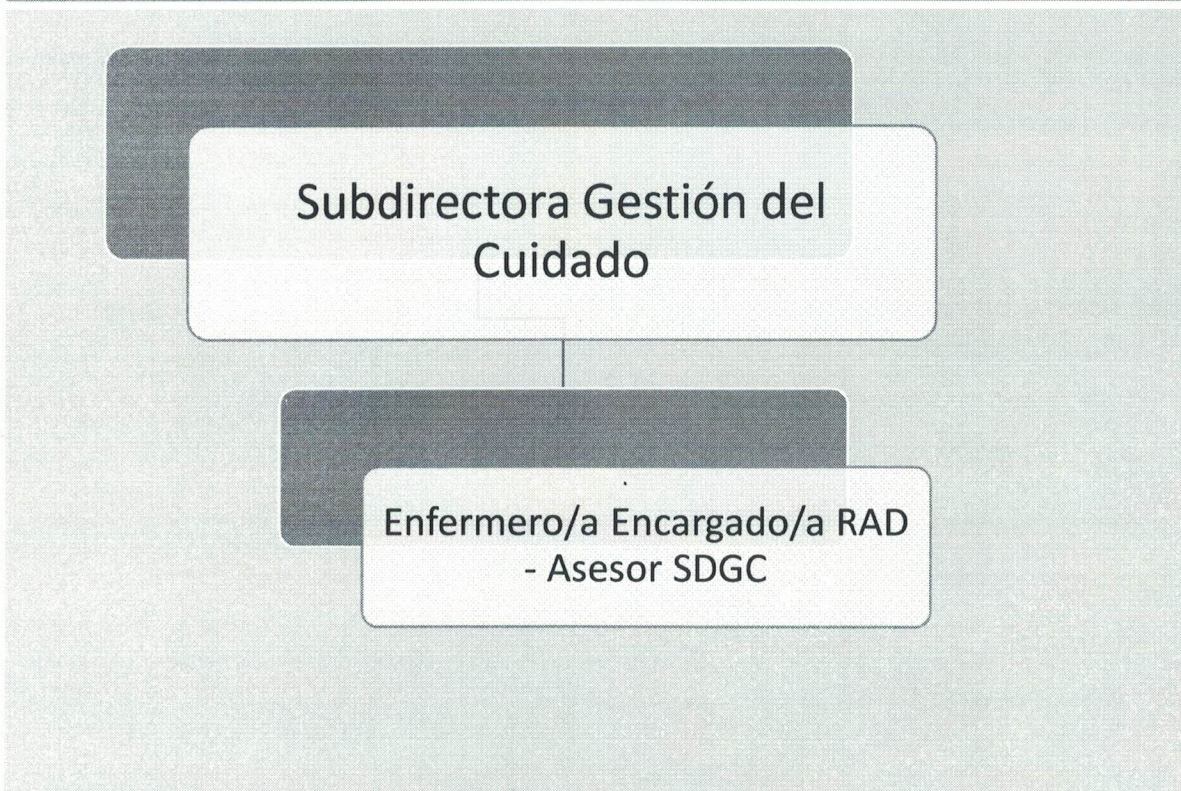 Subdirectora Gestión del
Cuidado
Enfermero/a Encargado/a RAD
- Asesor SDGC